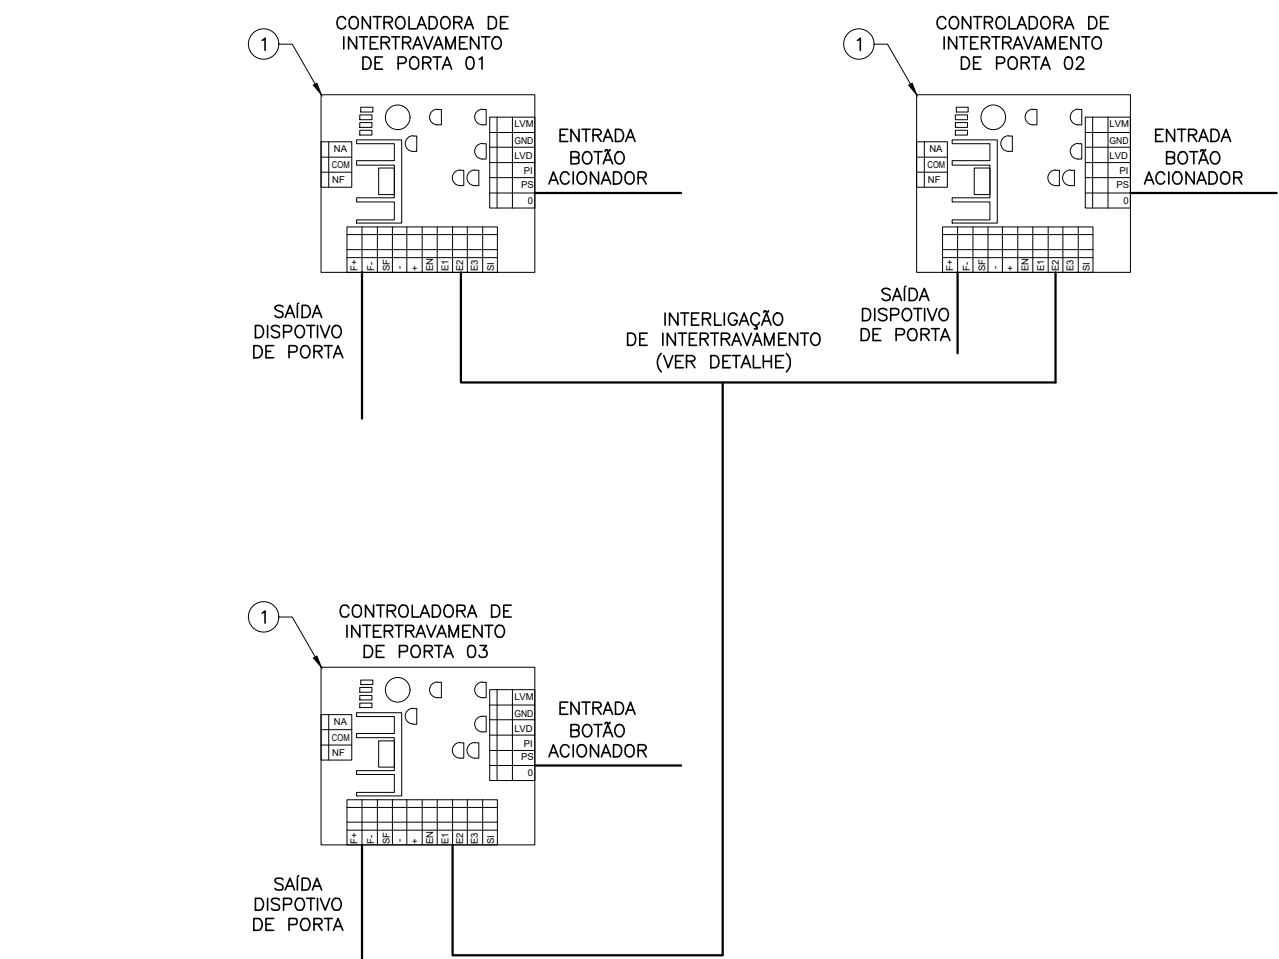 CONTROLADORA DE
INTERTRAVAMENTO
DE PORTA 01
1
NA
COM
NF
LVM
GND
LVD
PI
PS
0
F+
F-
SF
-
+
EN
E1
E2
E3
SI
ENTRADA
BOTÃO
ACIONADOR
SAÍDA
DISPOTIVO
DE PORTA
CONTROLADORA DE
INTERTRAVAMENTO
DE PORTA 02
1
NA
COM
NF
LVM
GND
LVD
PI
PS
0
F+
F-
SF
-
+
EN
E1
E2
E3
SI
ENTRADA
BOTÃO
ACIONADOR
SAÍDA
DISPOTIVO
DE PORTA
INTERLIGAÇÃO
DE INTERTRAVAMENTO
(VER DETALHE)
CONTROLADORA DE
INTERTRAVAMENTO
DE PORTA 03
1
NA
COM
NF
LVM
GND
LVD
PI
PS
0
F+
F-
SF
-
+
EN
E1
E2
E3
SI
ENTRADA
BOTÃO
ACIONADOR
SAÍDA
DISPOTIVO
DE PORTA